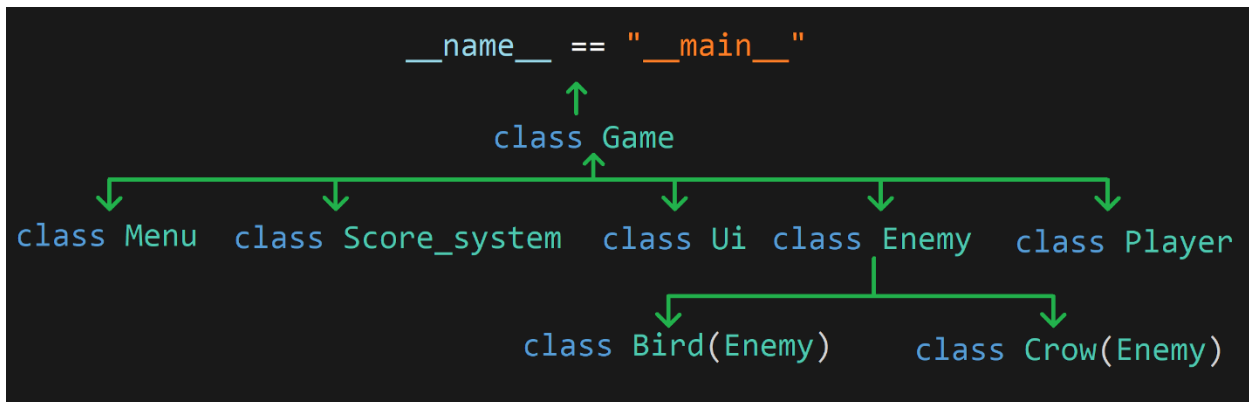 __name__ == "__main__"
class Game
class Menu class Score_system class Ui class Enemy class Player
class Bird(Enemy) class Crow(Enemy)